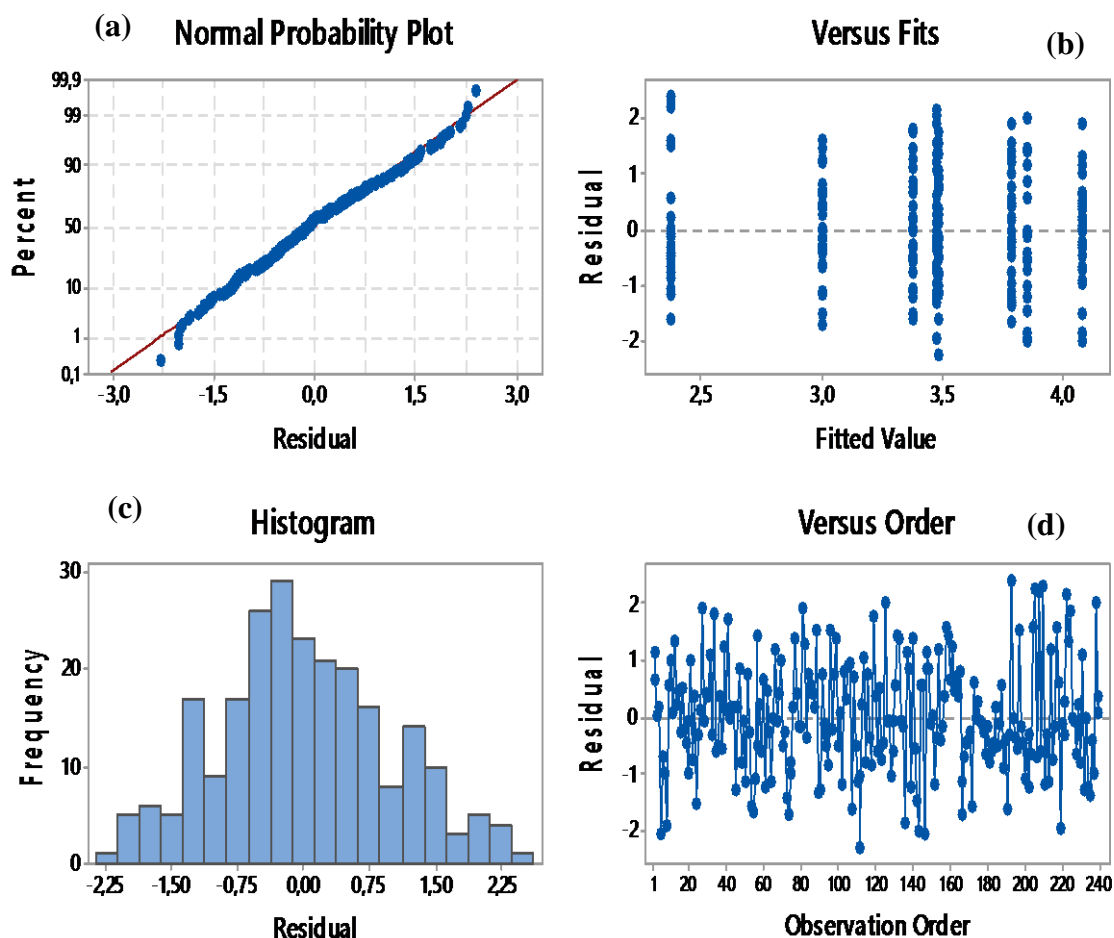 (a) Normal Probability Plot
99,9
99
90
50
10
1
0,1
Percent
-3,0 -1,5 0,0 1,5 3,0
Residual
Versus Fits (b)
2
1
0
-1
-2
Residual
2,5 3,0 3,5 4,0
Fitted Value
(c) Histogram
30
20
10
0
Frequency
-2,25 -1,50 -0,75 0,00 0,75 1,50 2,25
Residual
Versus Order (d)
2
1
0
-1
-2
Residual
1 20 40 60 80 100 120 140 160 180 200 220 240
Observation Order